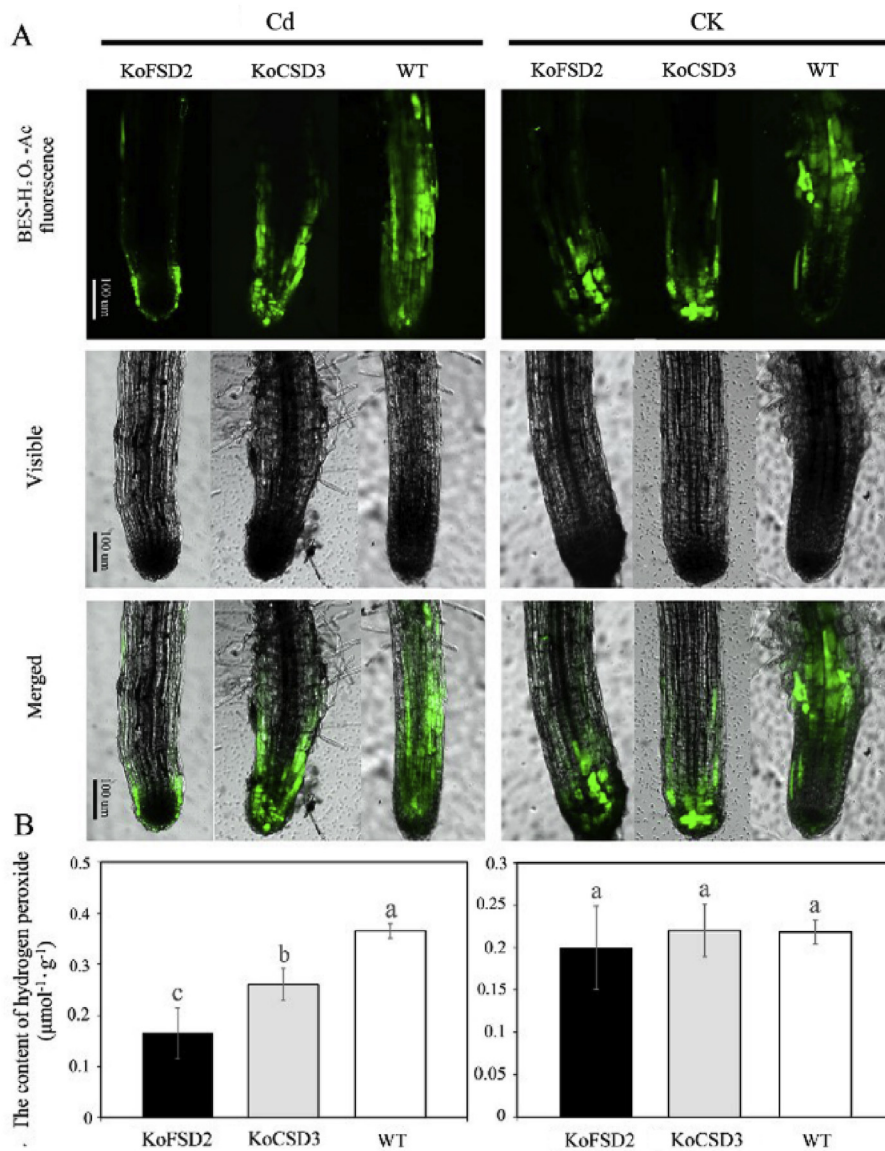 A
Cd
CK
KoFSD2 KoCSD3 WT
KoFSD2 KoCSD3 WT
BES-H₂O₂-Ac
fluorescence
100 um
Visible
100 um
Merged
100 um
B
The content of hydrogen peroxide
(μmol⁻¹·g⁻¹)
0.5
0.4
0.3
0.2
0.1
0
c
b
a
KoFSD2 KoCSD3 WT
0.3
0.25
0.2
0.15
0.1
0.05
0
a
a
a
KoFSD2 KoCSD3 WT